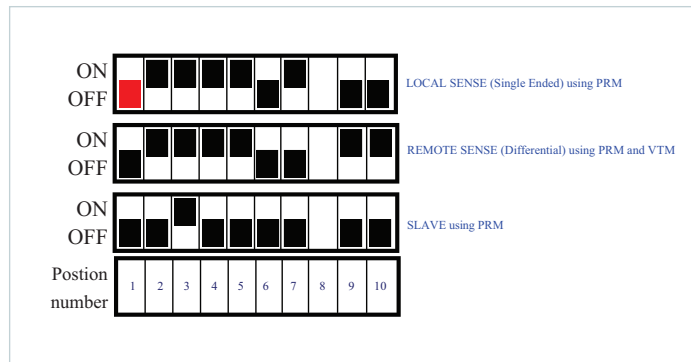 ON
OFF
LOCAL SENSE (Single Ended) using PRM
ON
OFF
REMOTE SENSE (Differential) using PRM and VTM
ON
OFF
SLAVE using PRM
Postion
number
1 2 3 4 5 6 7 8 9 10